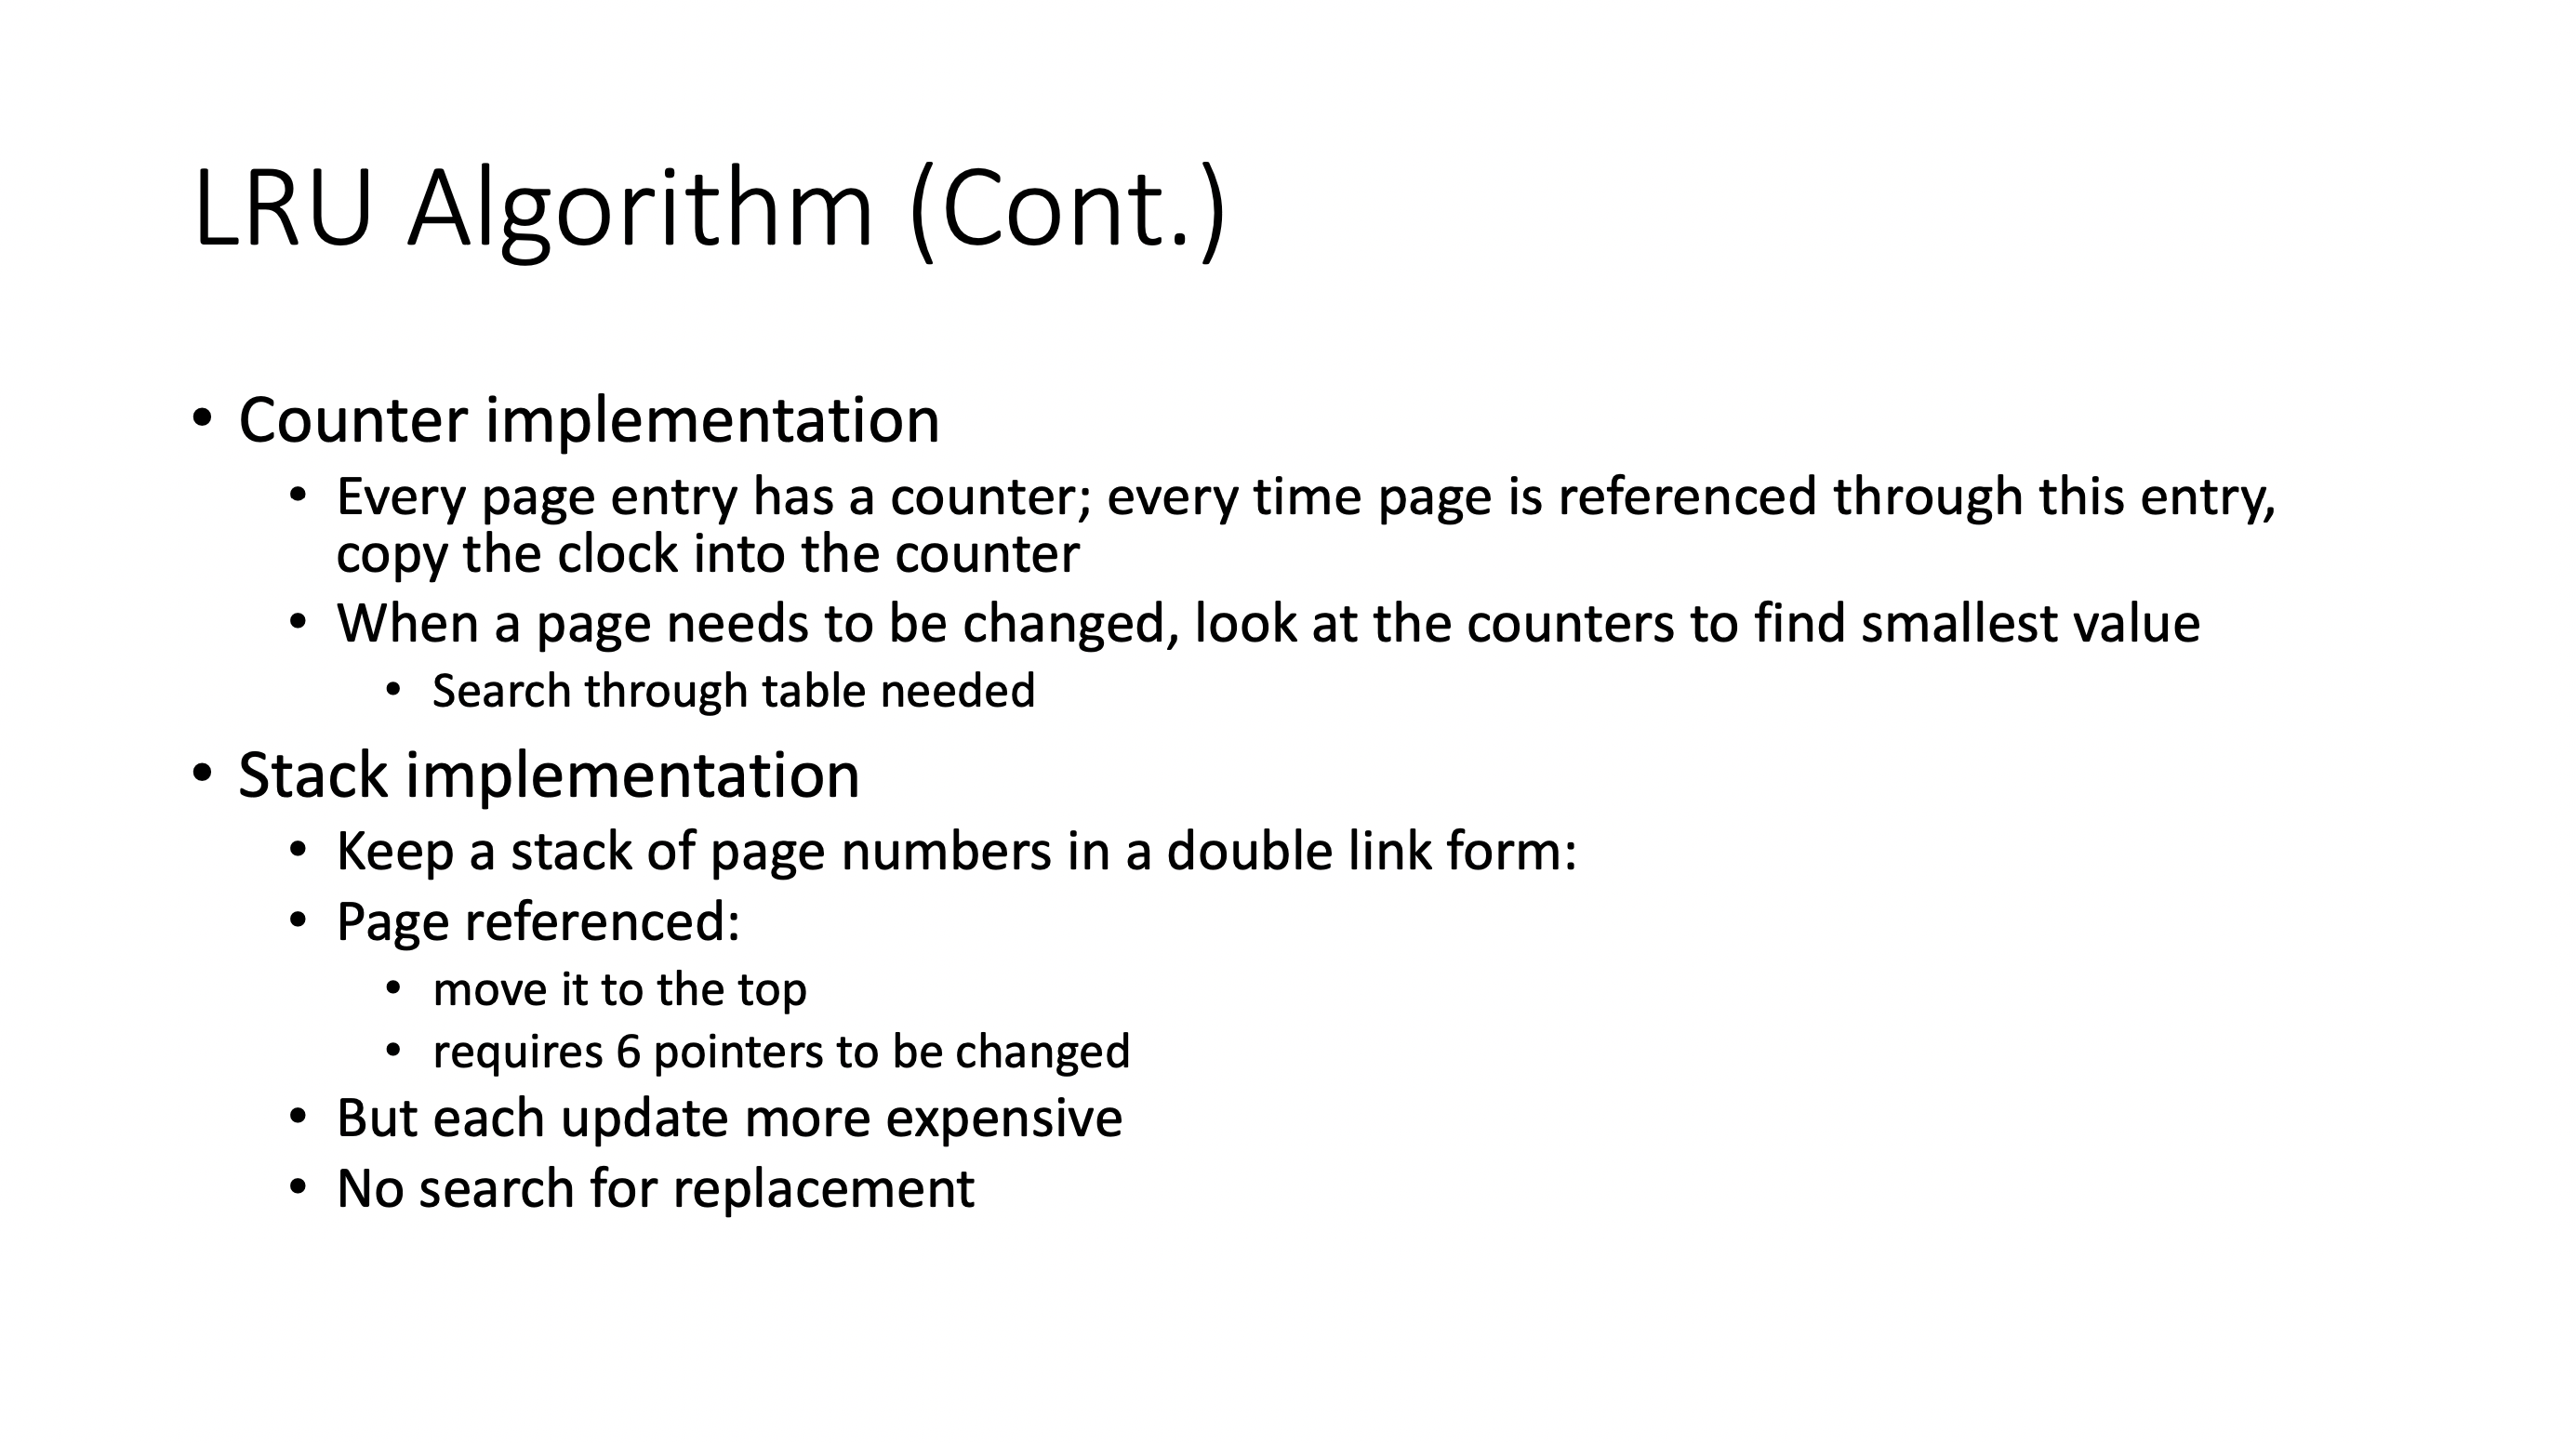 LRU Algorithm (Cont.)
• Counter implementation
• Every page entry has a counter; every time page is referenced through this entry,
copy the clock into the counter
• When a page needs to be changed, look at the counters to find smallest value
• Search through table needed
• Stack implementation
• Keep a stack of page numbers in a double link form:
• Page referenced:
• move it to the top
• requires 6 pointers to be changed
• But each update more expensive
• No search for replacement